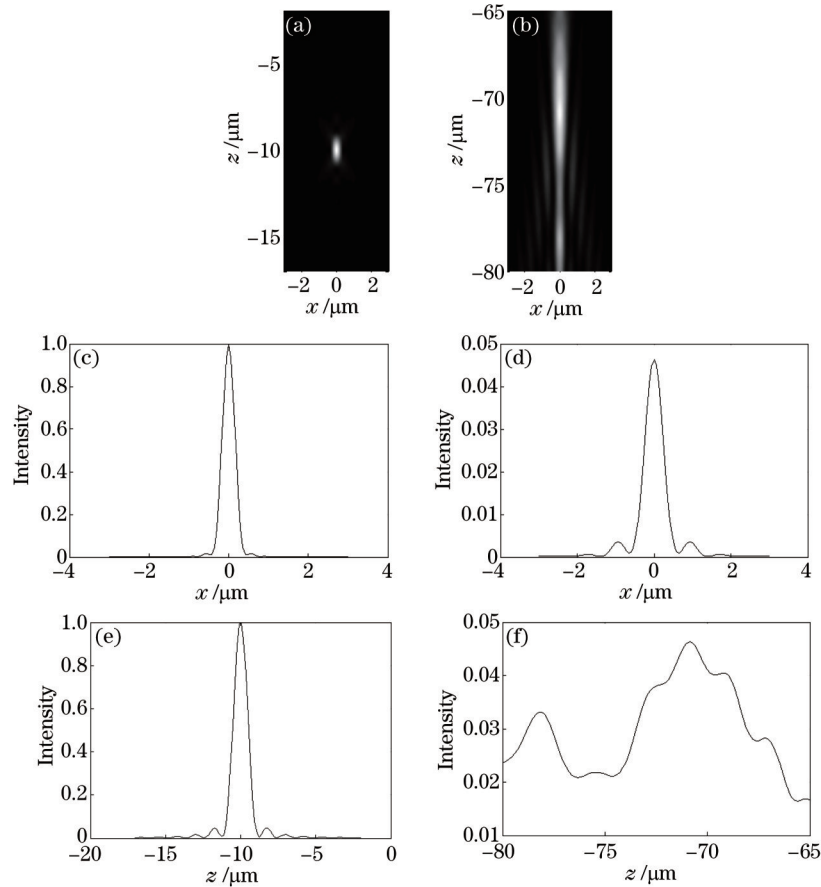 (a)
−5
−10
−15
z /μm
−2 0 2
x /μm
(b)
−65
−70
−75
−80
z /μm
−2 0 2
x /μm
(c)
1.0
0.8
0.6
0.4
0.2
0
Intensity
−4 −2 0 2 4
x /μm
(d)
0.05
0.04
0.03
0.02
0.01
0
Intensity
−4 −2 0 2 4
x /μm
(e)
1.0
0.8
0.6
0.4
0.2
0
Intensity
−20 −15 −10 −5 0
z /μm
(f)
0.05
0.04
0.03
0.02
0.01
Intensity
−80 −75 −70 −65
z /μm